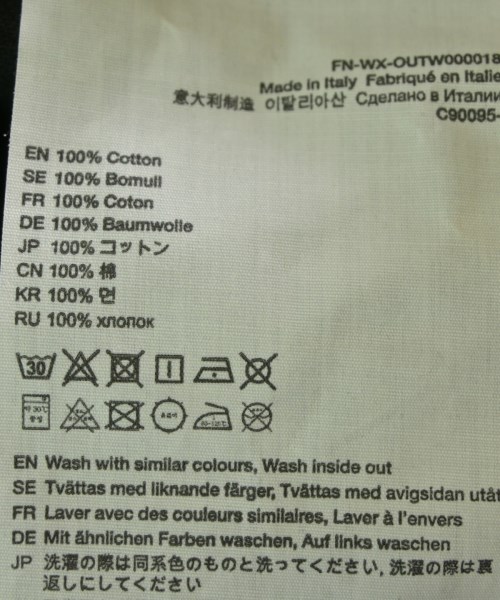 FN-WX-OUTW000018
Made in Italy Fabriqué en Italie
意大利制造 이탈리아산 Сделано в Италии
C90095-
EN 100% Cotton
SE 100% Bomull
FR 100% Coton
DE 100% Baumwolle
JP 100% コットン
CN 100% 棉
KR 100% 면
RU 100% хлопок
30
EN Wash with similar colours, Wash inside out
SE Tvättas med liknande färger, Tvättas med avigsidan utåt
FR Laver avec des couleurs similaires, Laver à l'envers
DE Mit ähnlichen Farben waschen, Auf links waschen
JP 洗濯の際は同系色のものと洗ってください, 洗濯の際は裏
返しにしてください